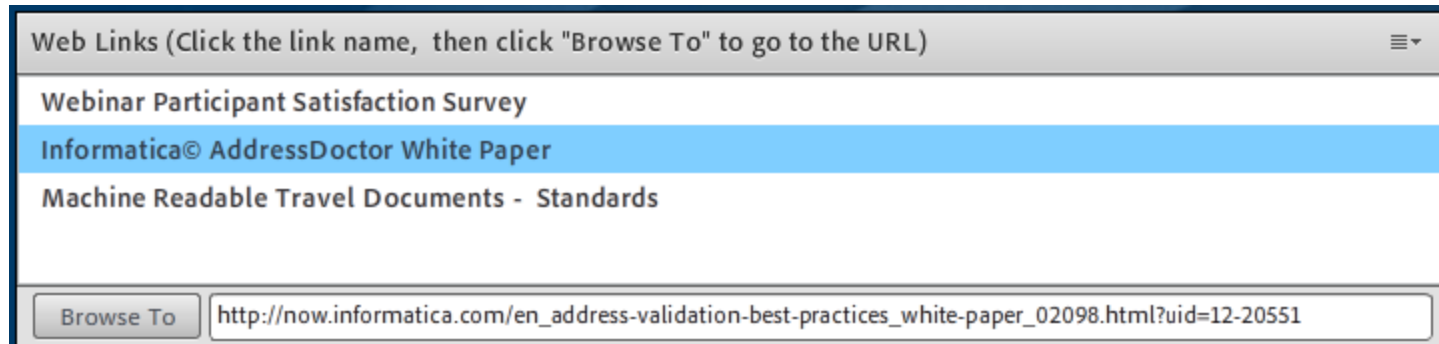 Web Links (Click the link name, then click "Browse To" to go to the URL)
Webinar Participant Satisfaction Survey
Informatica© AddressDoctor White Paper
Machine Readable Travel Documents - Standards
Browse To http://now.informatica.com/en_address-validation-best-practices_white-paper_02098.html?uid=12-20551